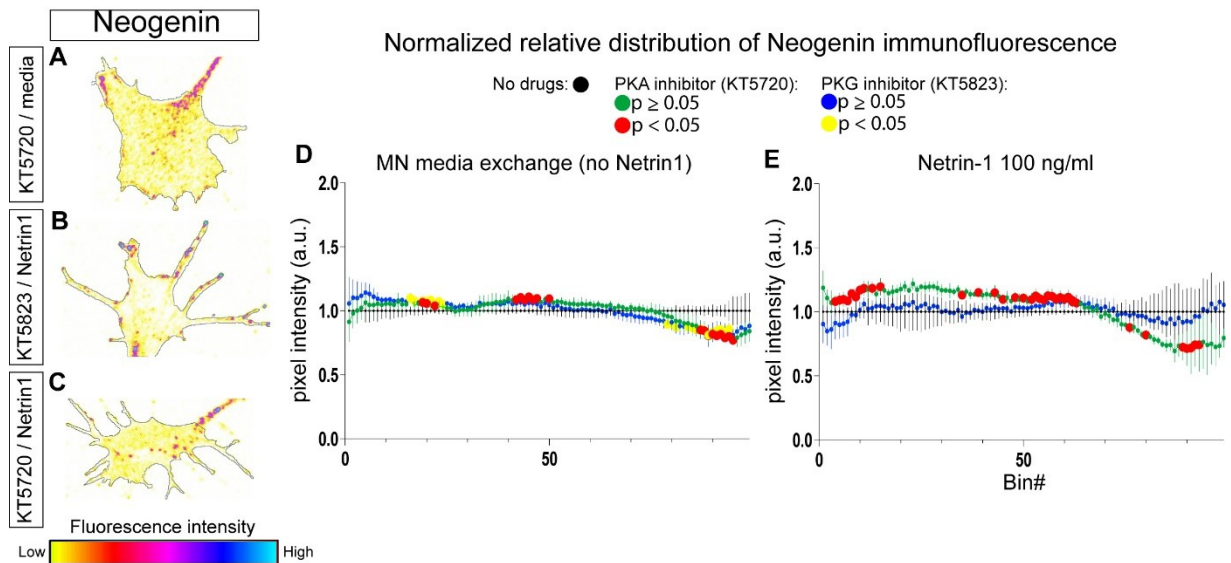 Neogenin
A
KT5720 / media
B
KT5823 / Netrin1
C
KT5720 / Netrin1
Fluorescence intensity
Low
High
Normalized relative distribution of Neogenin immunofluorescence
No drugs:
PKA inhibitor (KT5720):
PKG inhibitor (KT5823):
p ≥ 0.05
p ≥ 0.05
p < 0.05
p < 0.05
D
MN media exchange (no Netrin1)
pixel intensity (a.u.)
2.0
1.5
1.0
0.5
0.0
0
50
E
Netrin-1 100 ng/ml
pixel intensity (a.u.)
2.0
1.5
1.0
0.5
0.0
0
50
Bin#